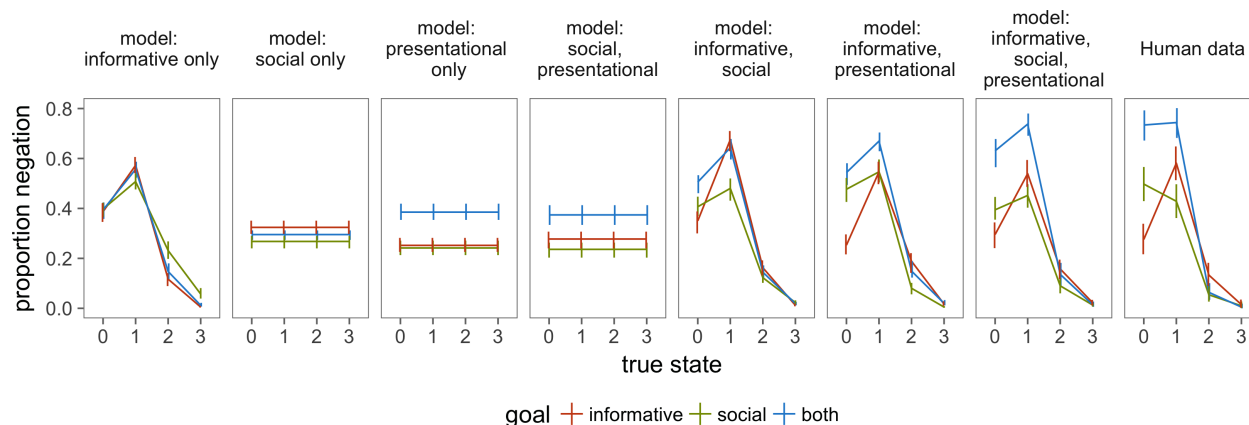 model:
informative only
model:
social only
model:
presentational
only
model:
social,
presentational
model:
informative,
social
model:
informative,
presentational
model:
informative,
social,
presentational
Human data
proportion negation
0.8
0.6
0.4
0.2
0.0
0 1 2 3
0 1 2 3
0 1 2 3
0 1 2 3
0 1 2 3
0 1 2 3
0 1 2 3
0 1 2 3
true state
goal informative social both